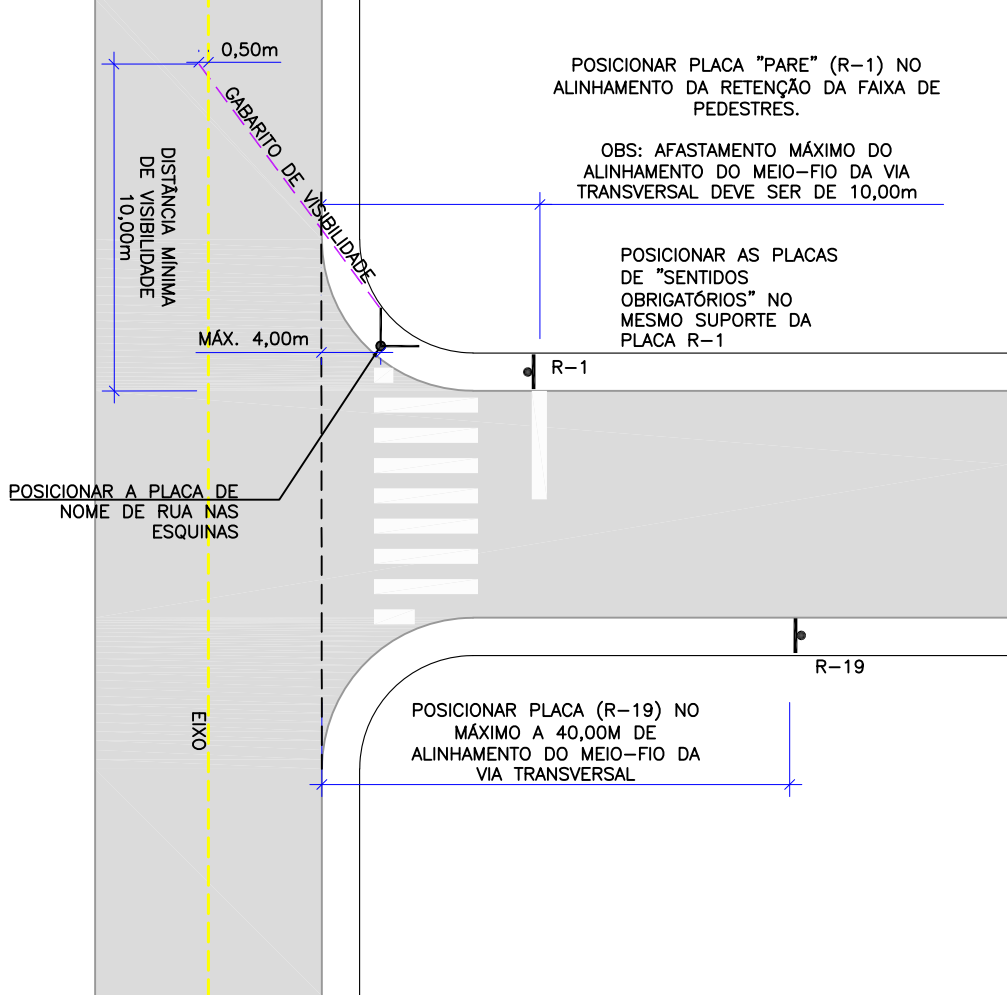 0,50m
GABARITO DE VISIBILIDADE
DISTÂNCIA MÍNIMA
DE VISIBILIDADE
10,00m
MÁX. 4,00m
POSICIONAR PLACA ”PARE” (R-1) NO
ALINHAMENTO DA RETENÇÃO DA FAIXA DE
PEDESTRES.
OBS: AFASTAMENTO MÁXIMO DO
ALINHAMENTO DO MEIO-FIO DA VIA
TRANSVERSAL DEVE SER DE 10,00m
POSICIONAR AS PLACAS
DE ”SENTIDOS
OBRIGATÓRIOS” NO
MESMO SUPORTE DA
PLACA R-1
R-1
POSICIONAR A PLACA DE
NOME DE RUA NAS
ESQUINAS
R-19
EIXO
POSICIONAR PLACA (R-19) NO
MÁXIMO A 40,00M DE
ALINHAMENTO DO MEIO-FIO DA
VIA TRANSVERSAL